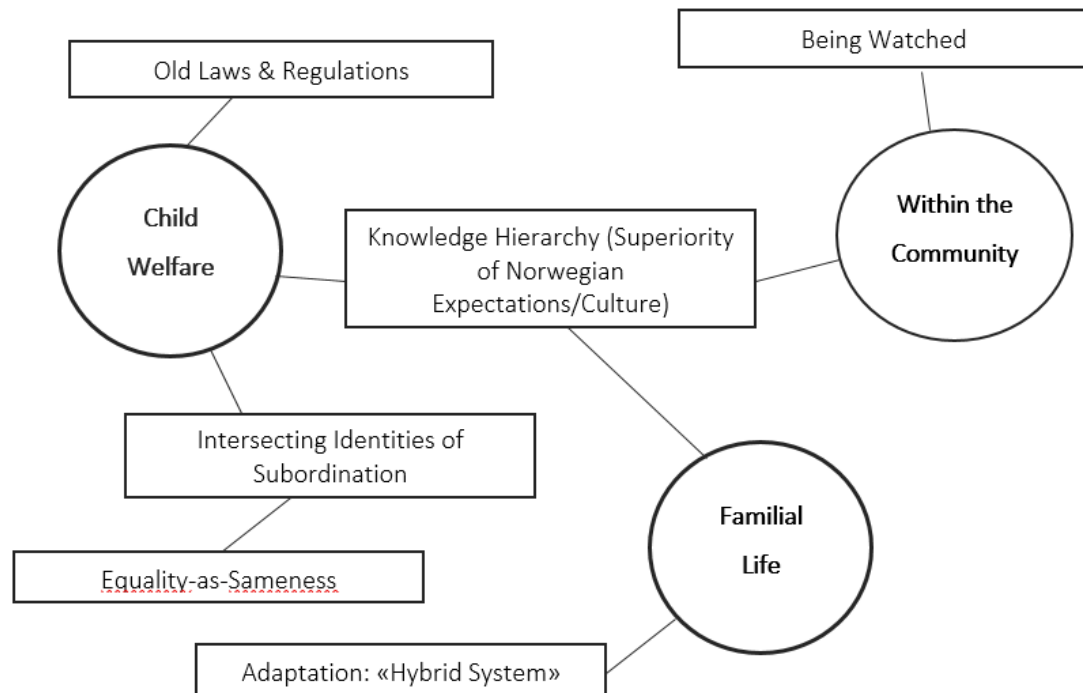 Being Watched
Old Laws & Regulations
Child
Welfare
Within the
Community
Knowledge Hierarchy (Superiority
of Norwegian
Expectations/Culture)
Intersecting Identities of
Subordination
Familial
Life
Equality-as-Sameness
Adaptation: «Hybrid System»